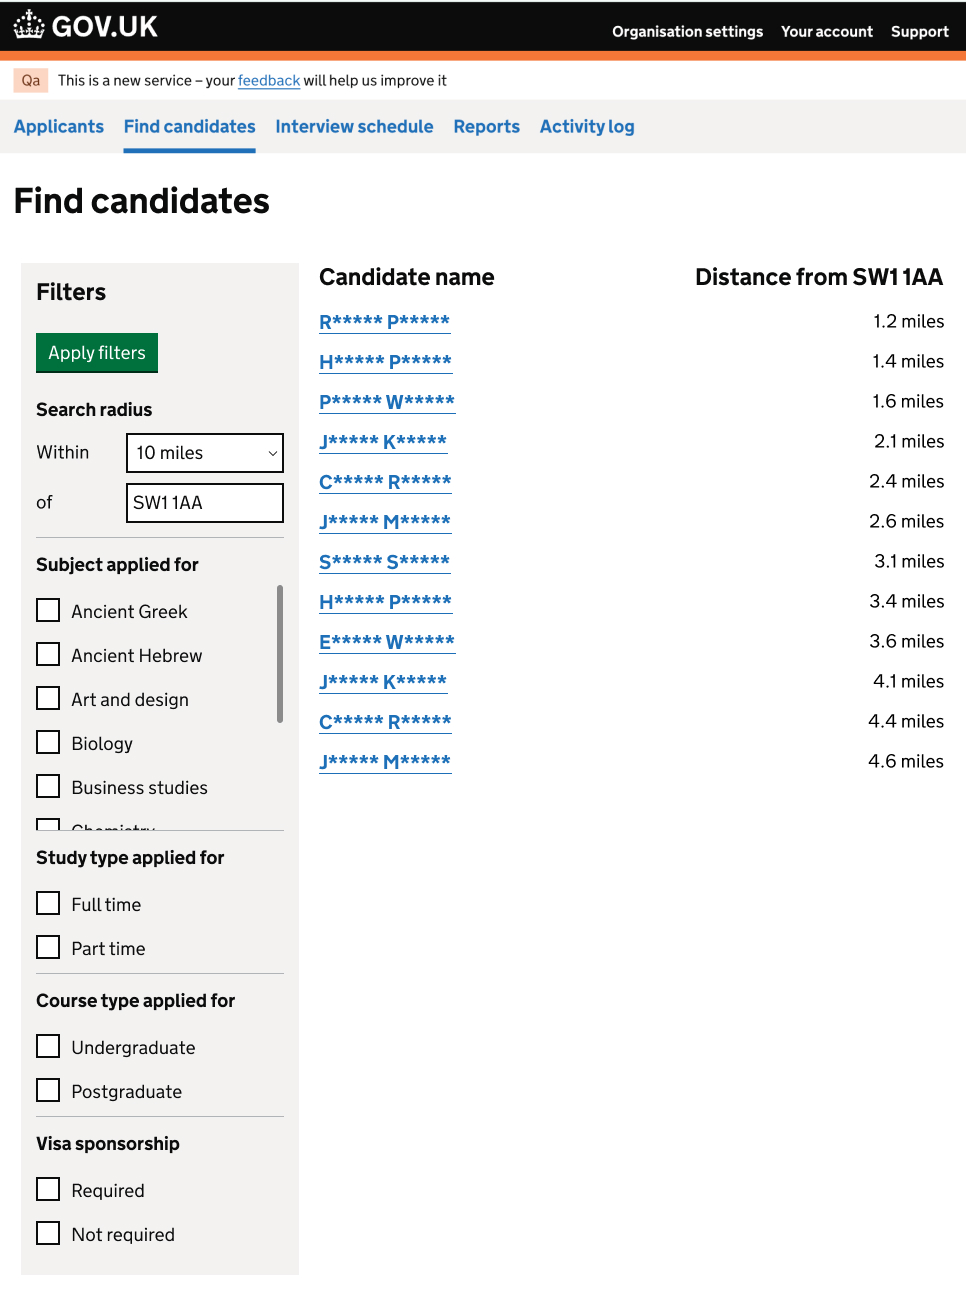 GOV.UK
Organisation settings Your account Support
Qa This is a new service – your feedback will help us improve it
Applicants Find candidates Interview schedule Reports Activity log
Find candidates
Filters
Apply filters
Search radius
Within 10 miles
of SW1 1AA
Subject applied for
Ancient Greek
Ancient Hebrew
Art and design
Biology
Business studies
Chemistry
Study type applied for
Full time
Part time
Course type applied for
Undergraduate
Postgraduate
Visa sponsorship
Required
Not required
Candidate name Distance from SW1 1AA
R***** P***** 1.2 miles
H***** P***** 1.4 miles
P***** W***** 1.6 miles
J***** K***** 2.1 miles
C***** R***** 2.4 miles
J***** M***** 2.6 miles
S***** S***** 3.1 miles
H***** P***** 3.4 miles
E***** W***** 3.6 miles
J***** K***** 4.1 miles
C***** R***** 4.4 miles
J***** M***** 4.6 miles